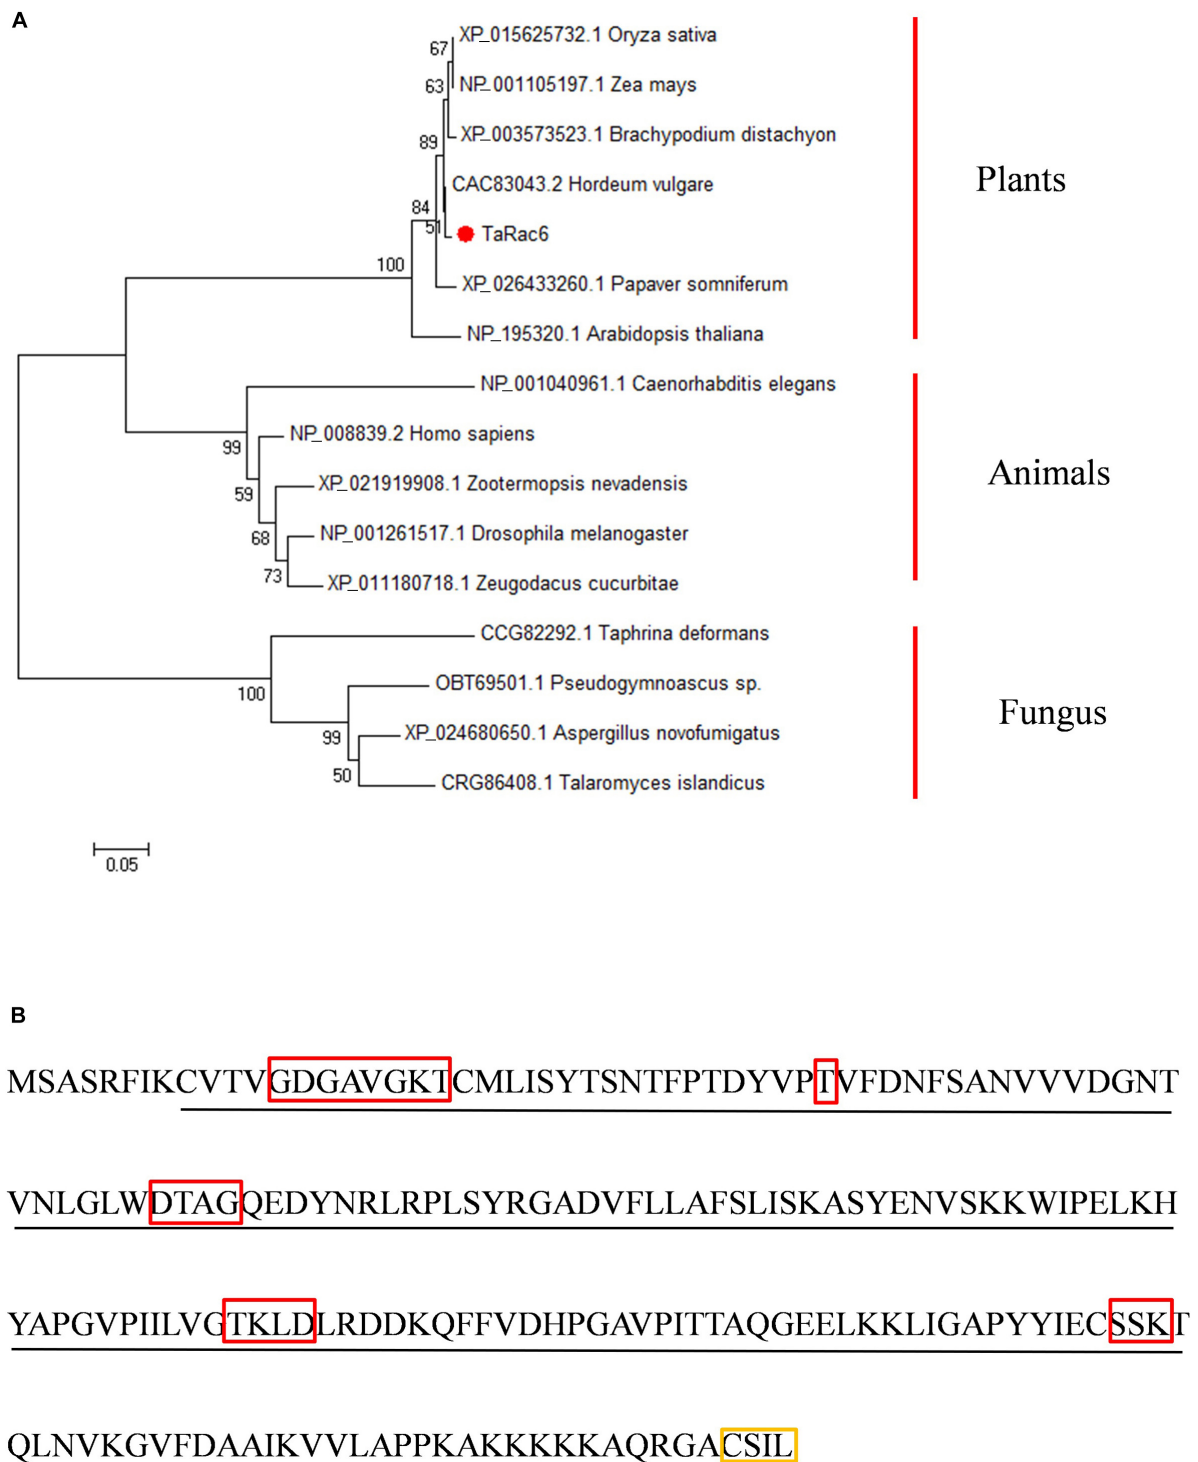 A
XP_015625732.1 Oryza sativa
67
NP_001105197.1 Zea mays
63
XP_003573523.1 Brachypodium distachyon
89
Plants
CAC83043.2 Hordeum vulgare
84
51
TaRac6
100
XP_026433260.1 Papaver somniferum
NP_195320.1 Arabidopsis thaliana
NP_001040961.1 Caenorhabditis elegans
NP_008839.2 Homo sapiens
99
Animals
XP_021919908.1 Zootermopsis nevadensis
59
NP_001261517.1 Drosophila melanogaster
68
73
XP_011180718.1 Zeugodacus cucurbitae
CCG82292.1 Taphrina deformans
OBT69501.1 Pseudogymnoascus sp.
100
Fungus
XP_024680650.1 Aspergillus novofumigatus
99
50
CRG86408.1 Talaromyces islandicus
0.05
B
MSASRFIKCVTVGDGAVGKTCMLISYTSNTFPTDYVPTVFDNFSANVVVDGNT
VNLGLWDTAGQEDYNRLRPLSYRGADVFLLAFSLISKASYENVSKKWIPELKH
YAPGVPIILVGTKLDLRDDKQFFVDHPGAVPITTAQGEELKKLIGAPYYIECSSKT
QLNVKGVFDAAIKVVLAPPKAKKKKKAQRGACSIL